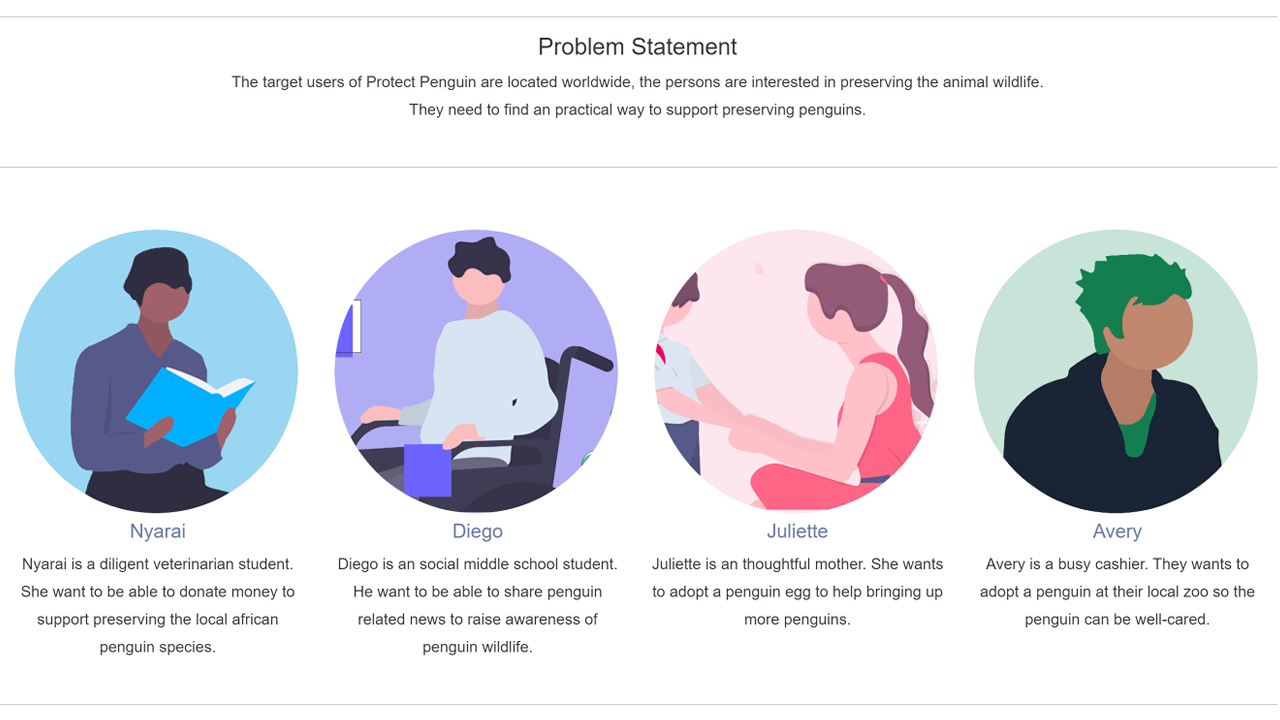 Problem Statement
The target users of Protect Penguin are located worldwide, the persons are interested in preserving the animal wildlife.
They need to find an practical way to support preserving penguins.
Nyarai
Nyarai is a diligent veterinarian student.
She want to be able to donate money to
support preserving the local african
penguin species.
Diego
Diego is an social middle school student.
He want to be able to share penguin
related news to raise awareness of
penguin wildlife.
Juliette
Juliette is an thoughtful mother. She wants
to adopt a penguin egg to help bringing up
more penguins.
Avery
Avery is a busy cashier. They wants to
adopt a penguin at their local zoo so the
penguin can be well-cared.